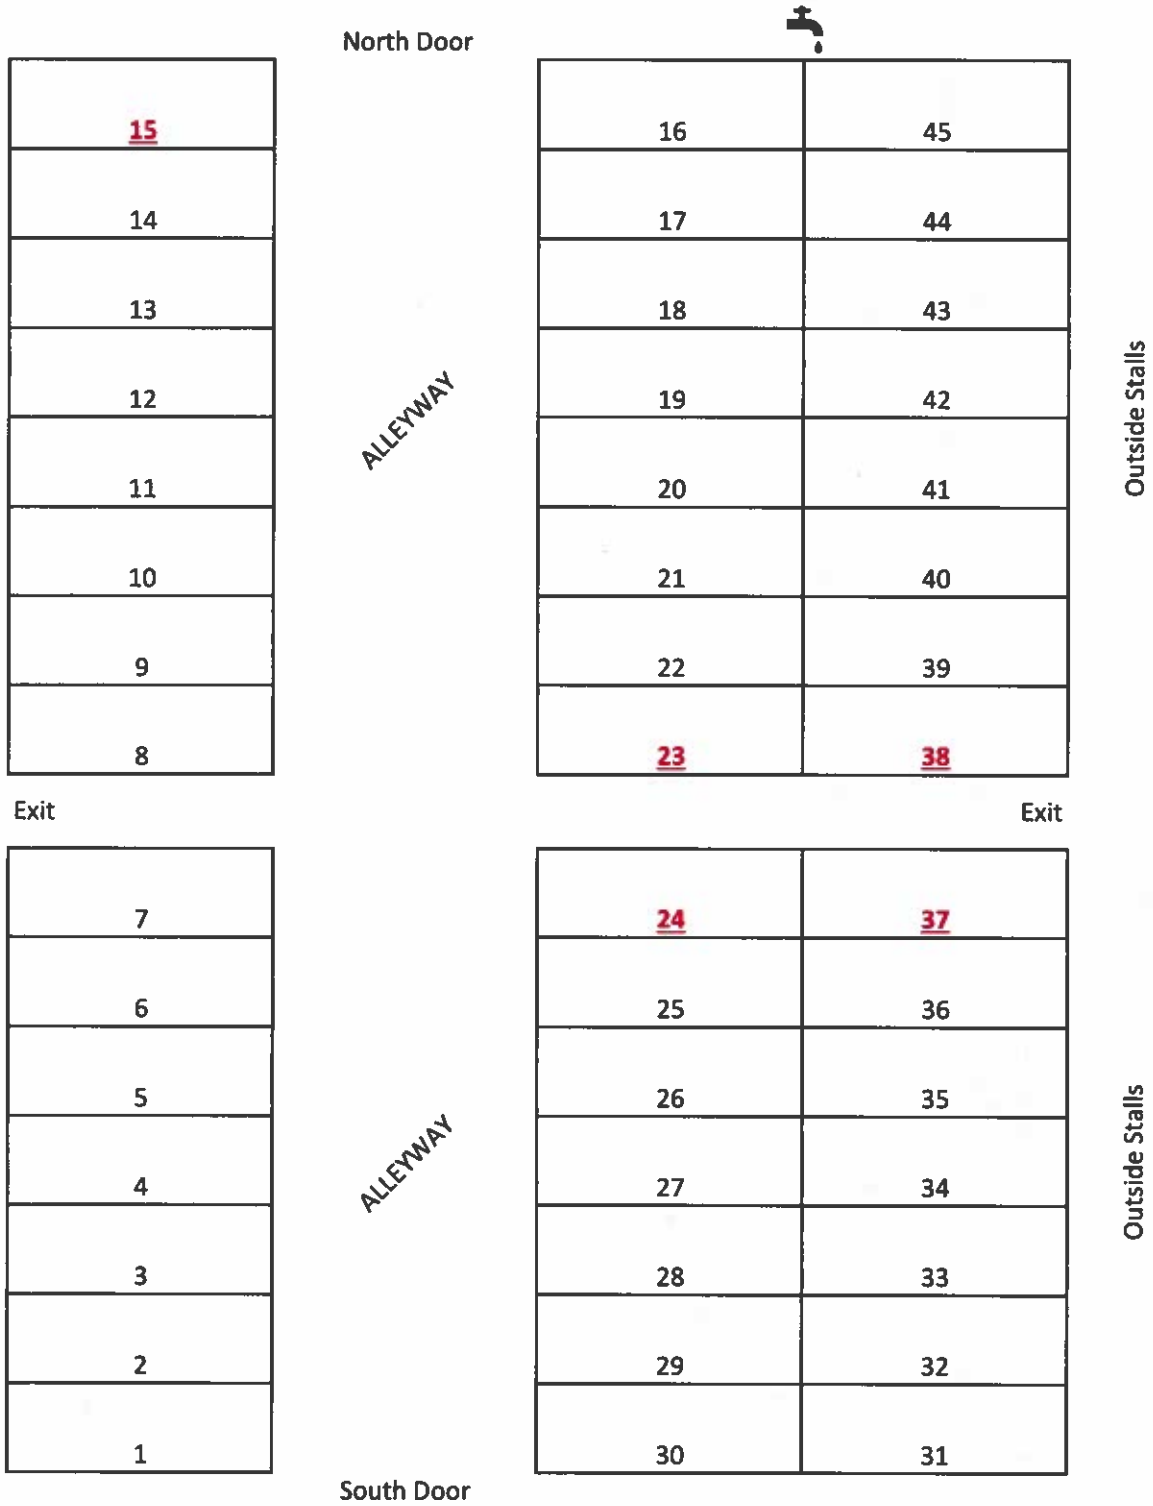 North Door
15 16 45
14 17 44
13 18 43
12 19 42
ALLEYWAY
Outside Stalls
11 20 41
10 21 40
9 22 39
8 23 38
Exit Exit
7 24 37
6 25 36
5 26 35
4 27 34
ALLEYWAY
Outside Stalls
3 28 33
2 29 32
1 30 31
South Door